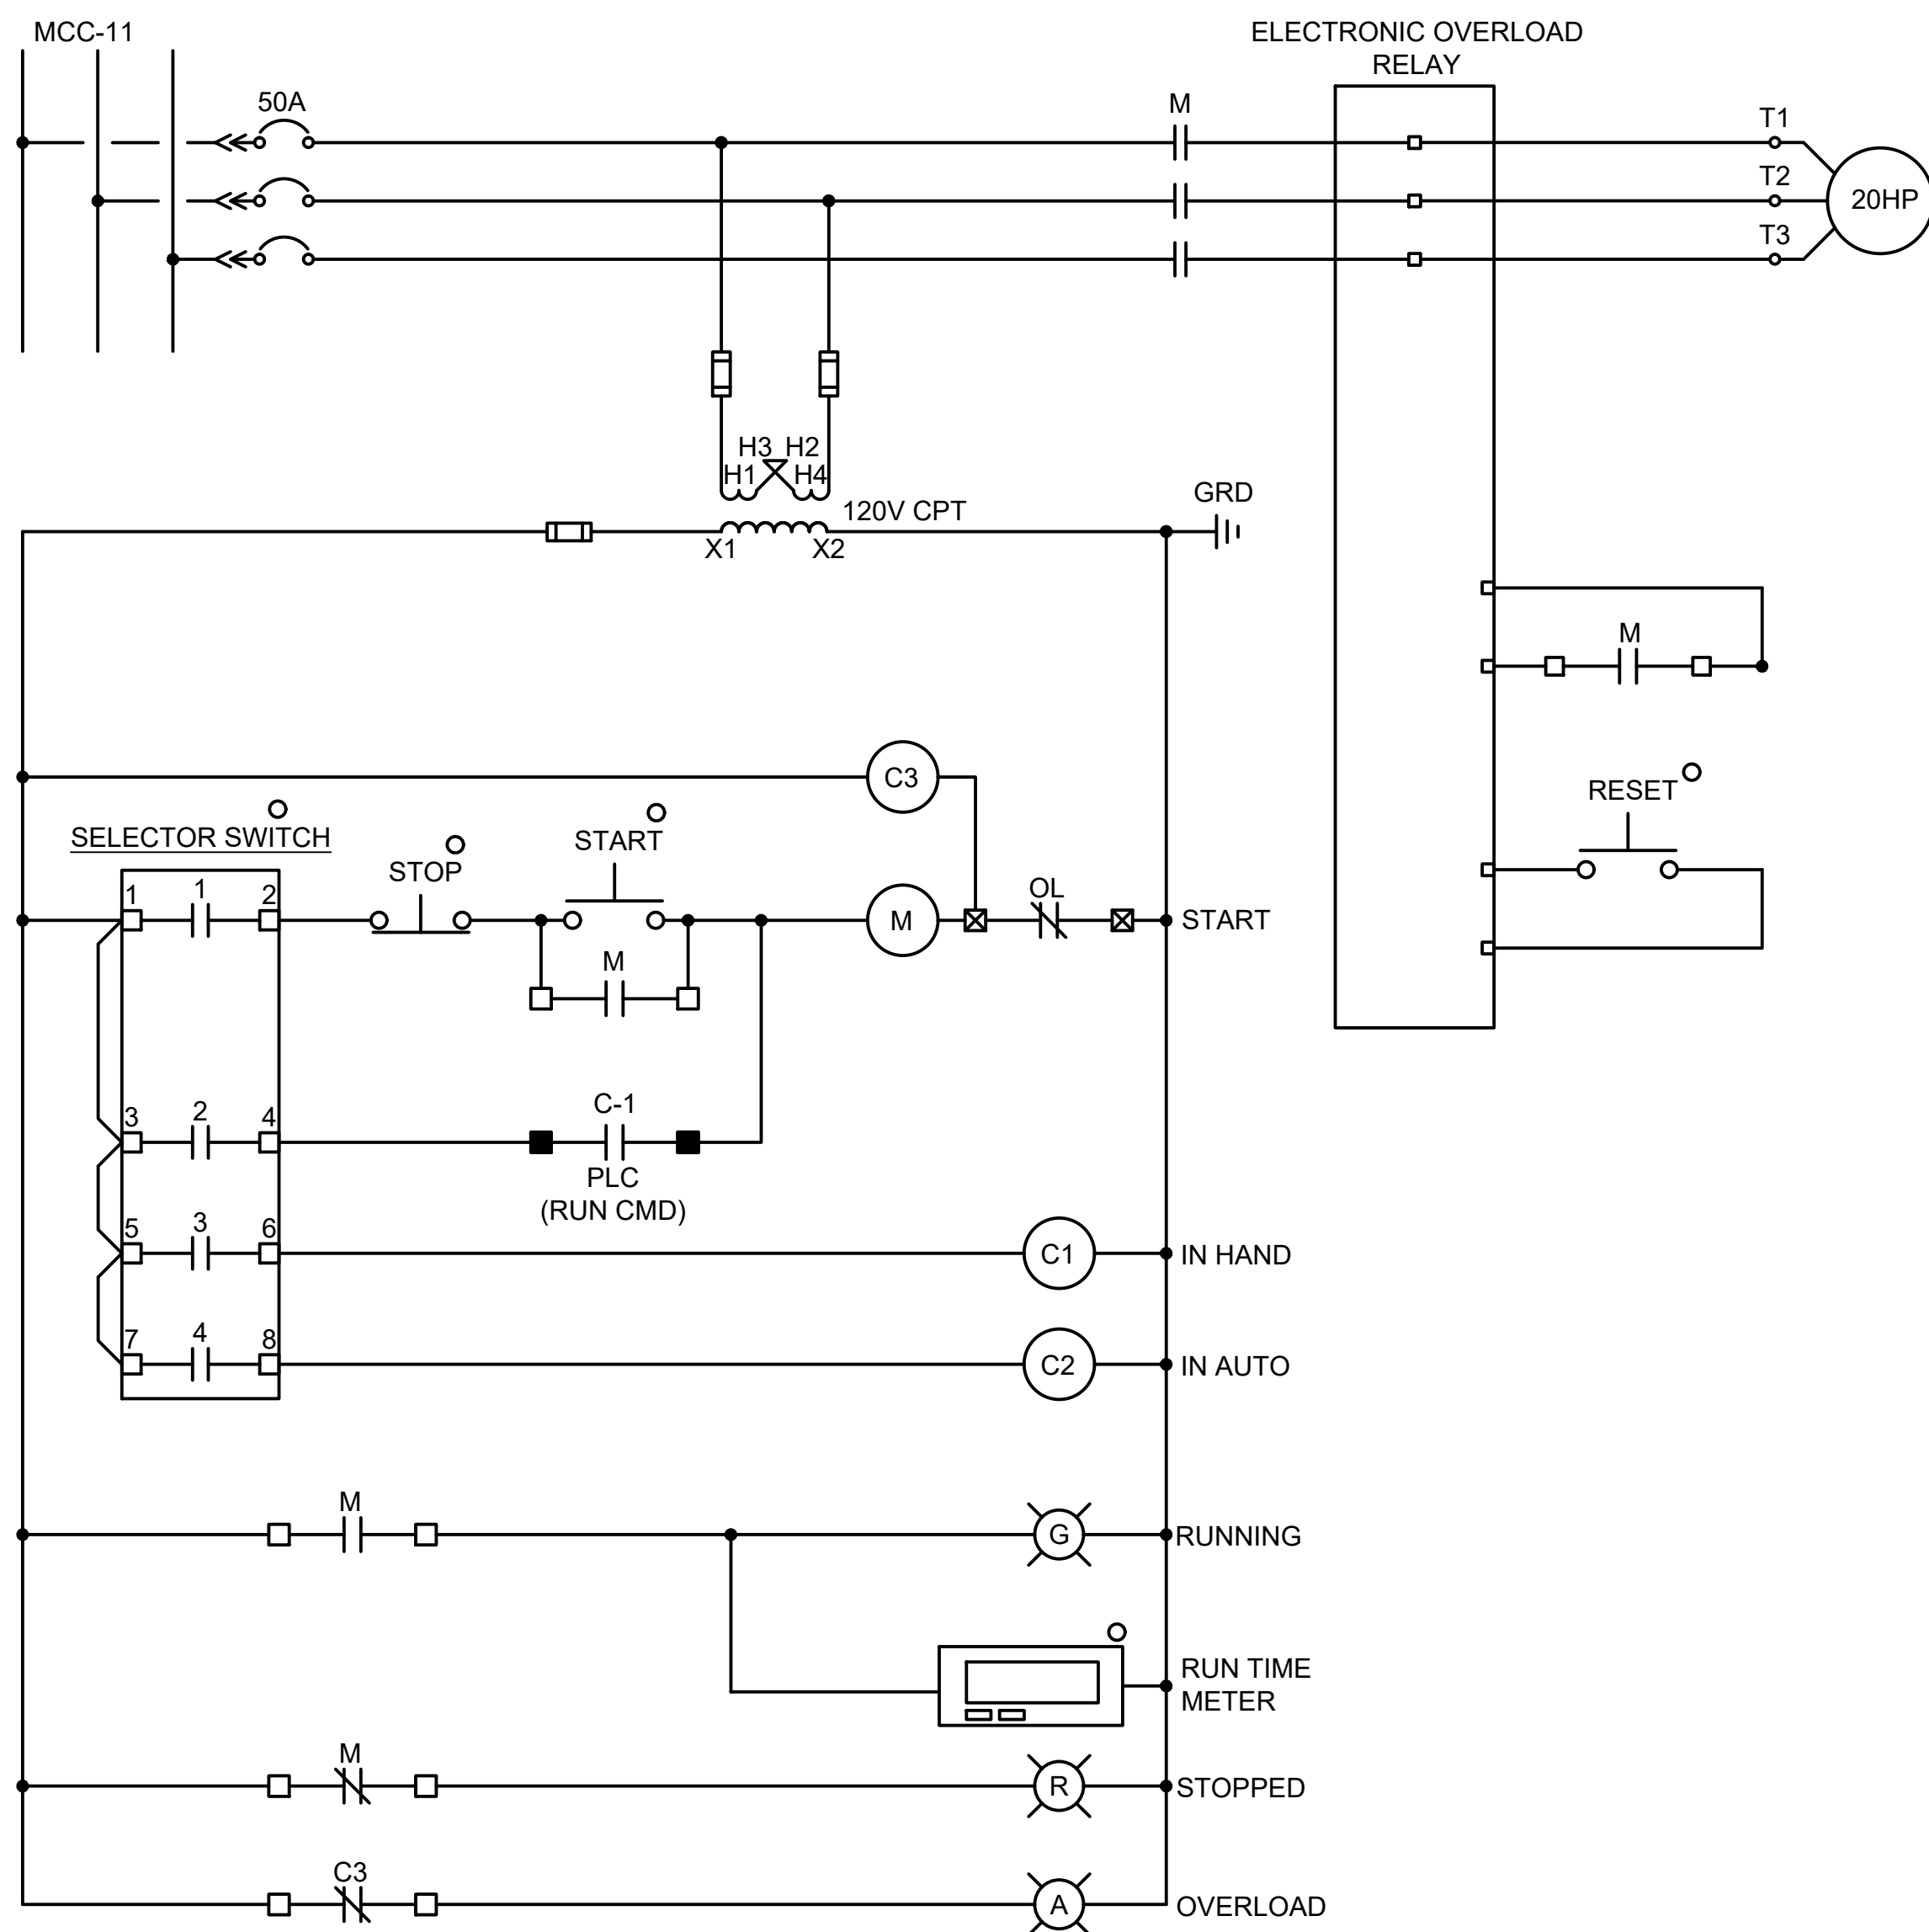 MCC-11
ELECTRONIC OVERLOAD
RELAY
50A
M
T1
T2
20HP
T3
H3 H2
H1 H4
120V CPT
GRD
X1 X2
M
C3
RESET
SELECTOR SWITCH
STOP
START
1 1 2
M
OL
START
M
3 2 4
C-1
PLC
(RUN CMD)
5 3 6
C1
IN HAND
7 4 8
C2
IN AUTO
M
G
RUNNING
RUN TIME
METER
M
R
STOPPED
C3
A
OVERLOAD